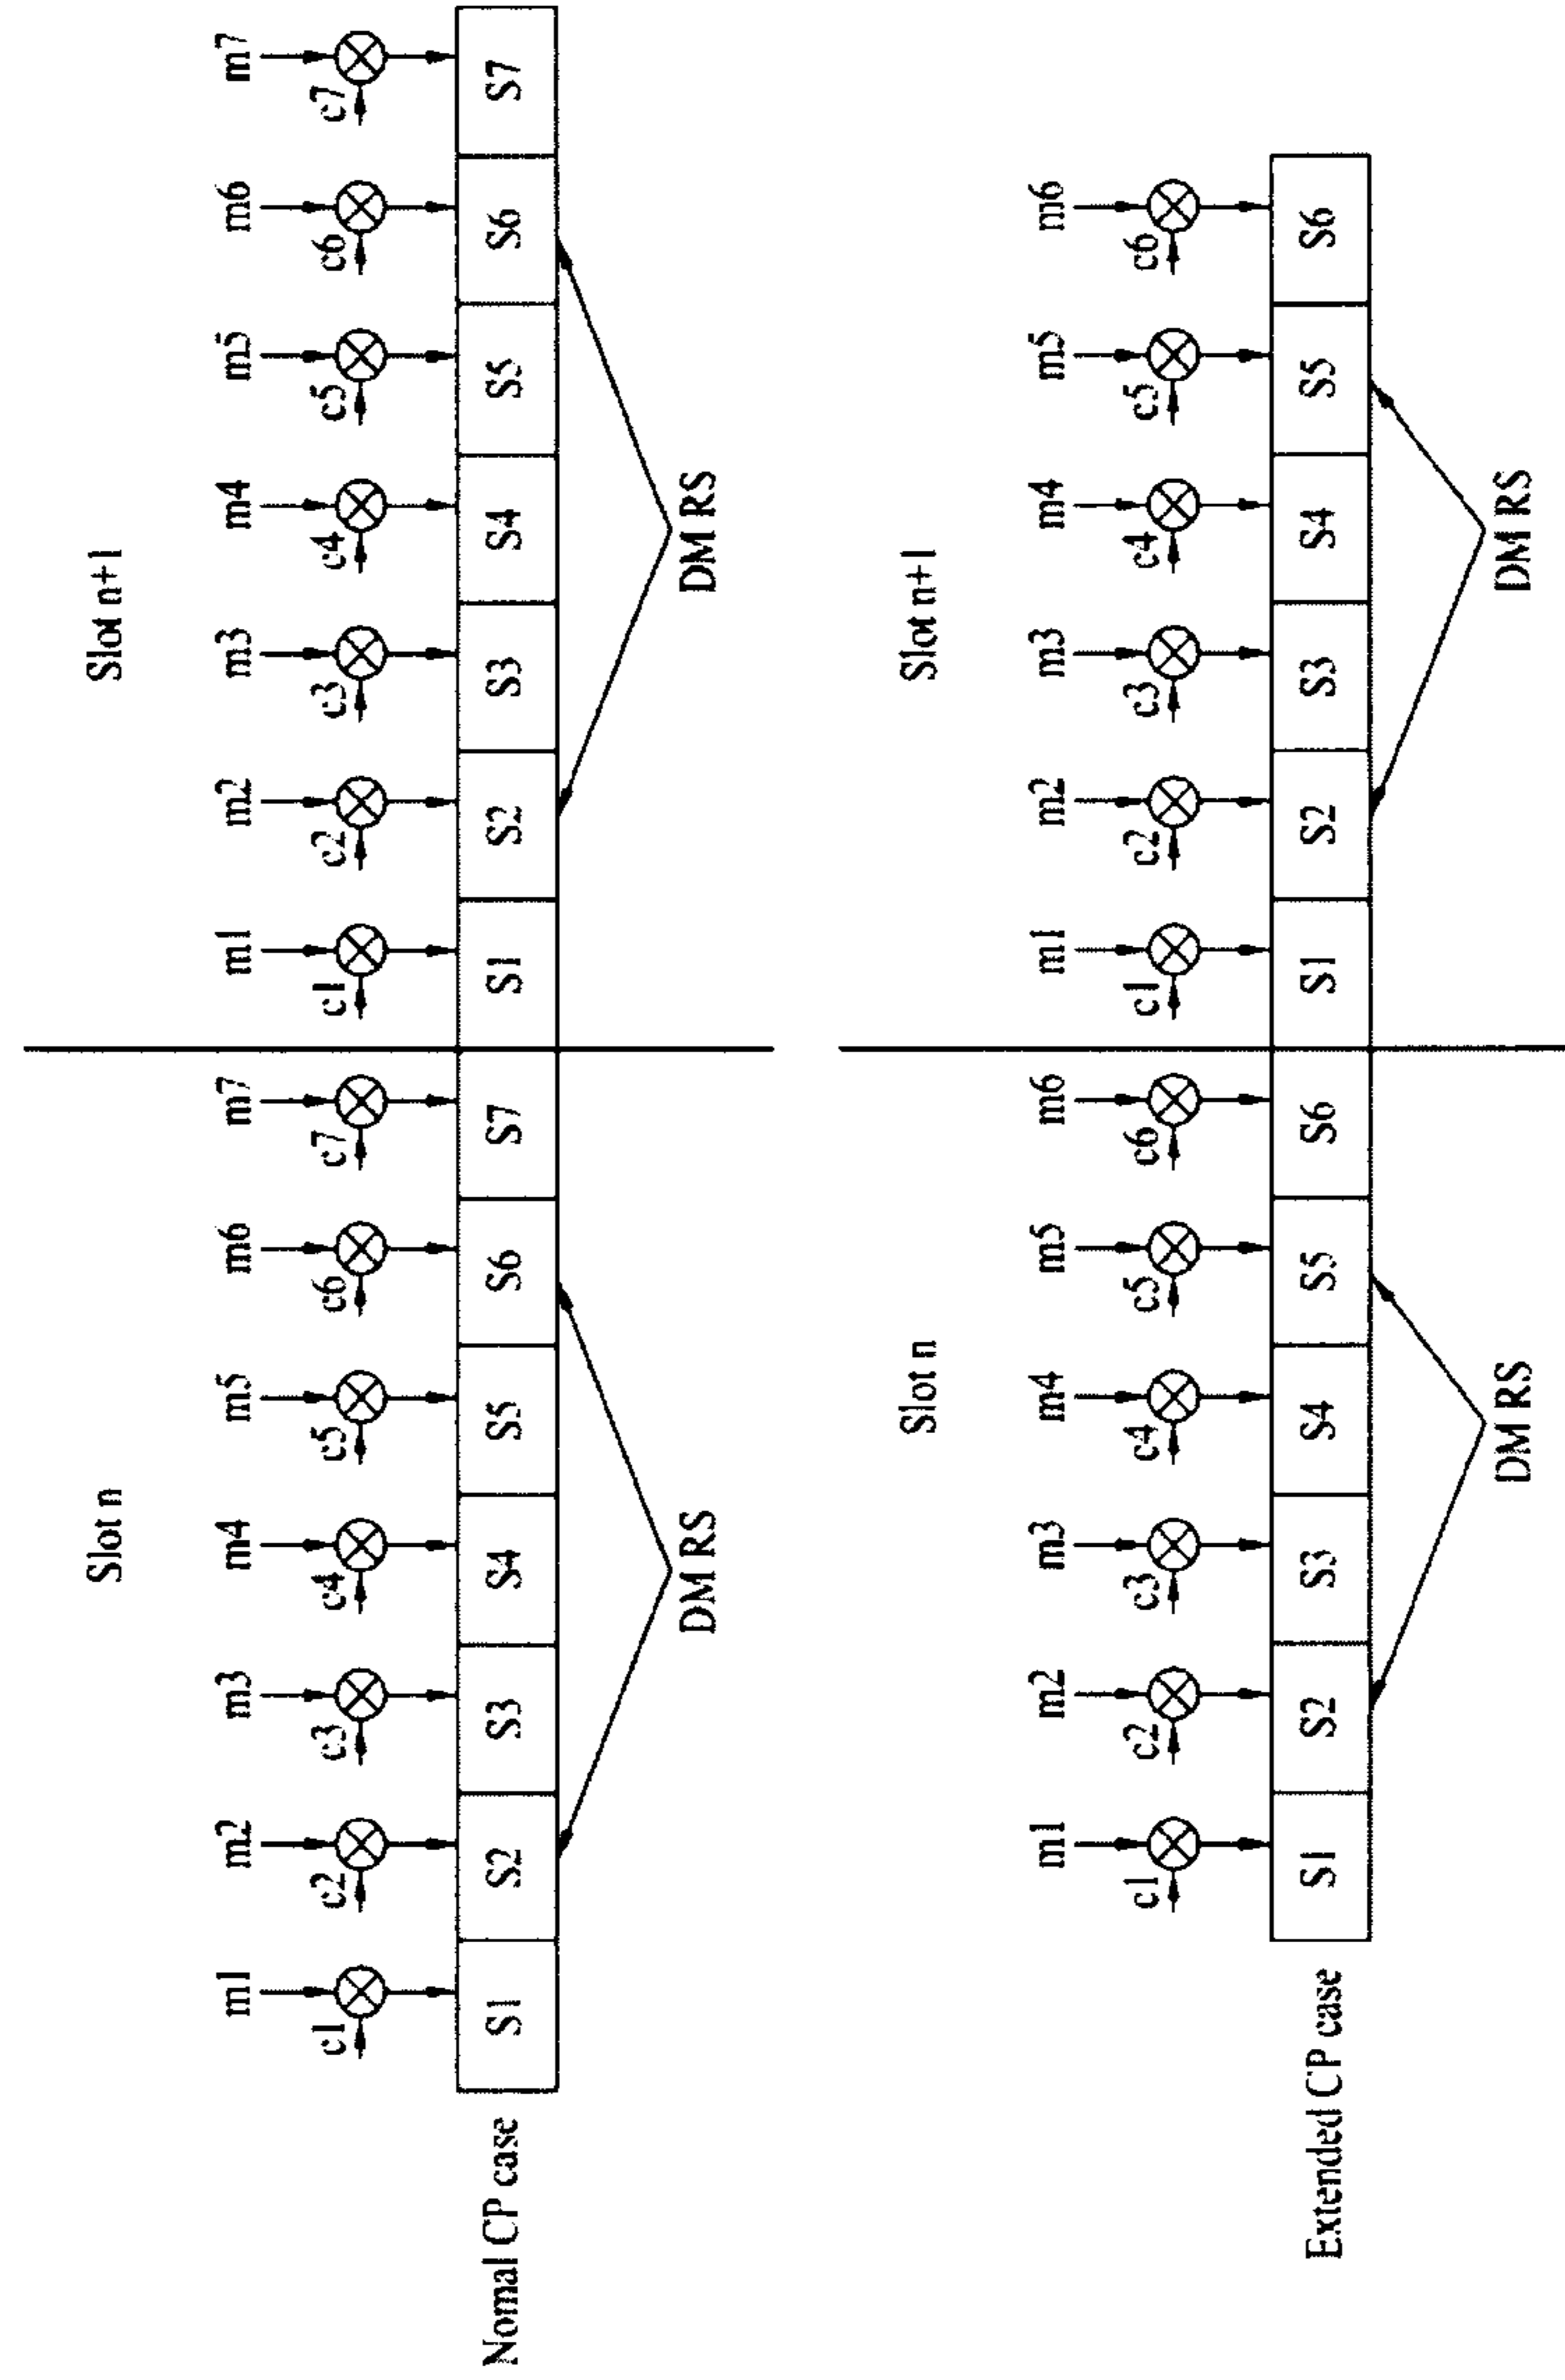 Slot n
Slot n+1
m1 m2 m3 m4 m5 m6 m7 m1 m2 m3 m4 m5 m6 m7
c1 c2 c3 c4 c5 c6 c7 c1 c2 c3 c4 c5 c6 c7
Nomal CP case
S1 S2 S3 S4 S5 S6 S7 S1 S2 S3 S4 S5 S6 S7
DM RS
DM RS
Slot n
Slot n+1
m1 m2 m3 m4 m5 m6 m1 m2 m3 m4 m5 m6
c1 c2 c3 c4 c5 c6 c1 c2 c3 c4 c5 c6
Extended CP case
S1 S2 S3 S4 S5 S6 S1 S2 S3 S4 S5 S6
DM RS
DM RS